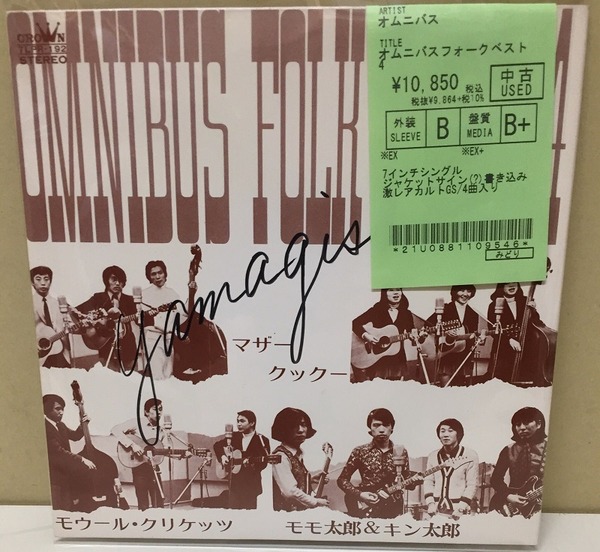 CROWN
STEREO
OMNIBUS FOLK
4
ARTIST
オムニバス
TITLE
オムニバスフォークベスト
4
¥10,850 税込
税抜¥9,864+税10%
中古
USED
外装
SLEEVE
B
盤質
MEDIA
B+
※EX
※EX+
7インチシングル
ジャケットサイン(?)書き込み
激レアカルトGS/4曲入り
*21U0881109546*
みどり
yamagis
マザー
クックー
モウール・クリケッツ
モモ太郎&キン太郎